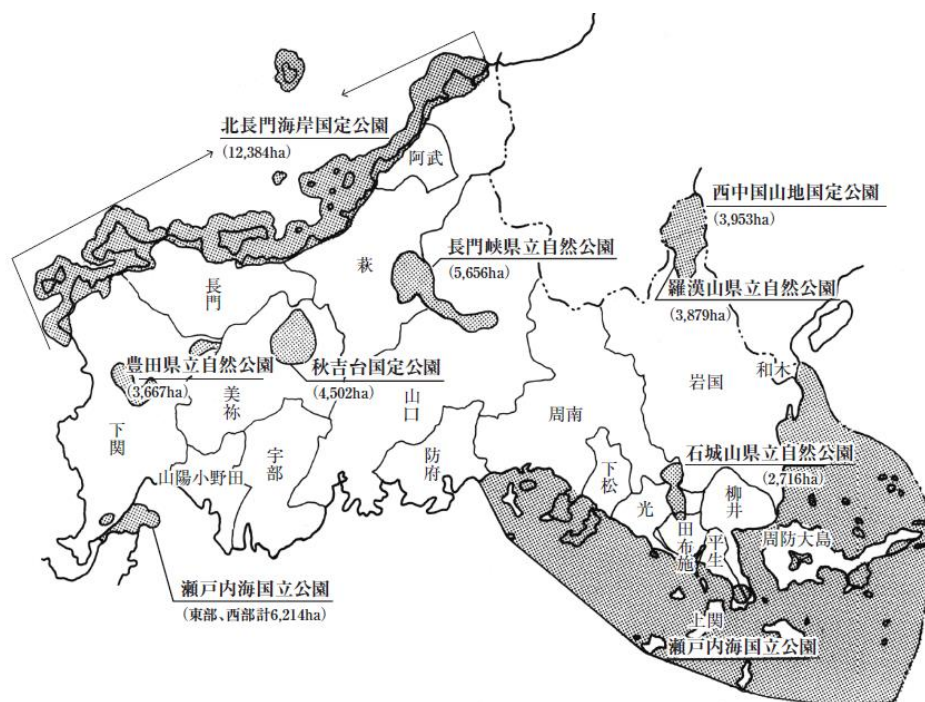 北長門海岸国定公園
（12,384ha）
阿武
西中国山地国定公園
（3,953ha）
長門峡県立自然公園
（5,656ha）
萩
長門
羅漢山県立自然公園
（3,879ha）
豊田県立自然公園
（3,667ha）
秋吉台国定公園
（4,502ha）
美祢
山口
岩国
和木
周南
下関
山陽小野田
宇部
防府
下松
石城山県立自然公園
（2,716ha）
光
柳井
田布施
平生
周防大島
瀬戸内海国立公園
（東部、西部計6,214ha）
上関
瀬戸内海国立公園